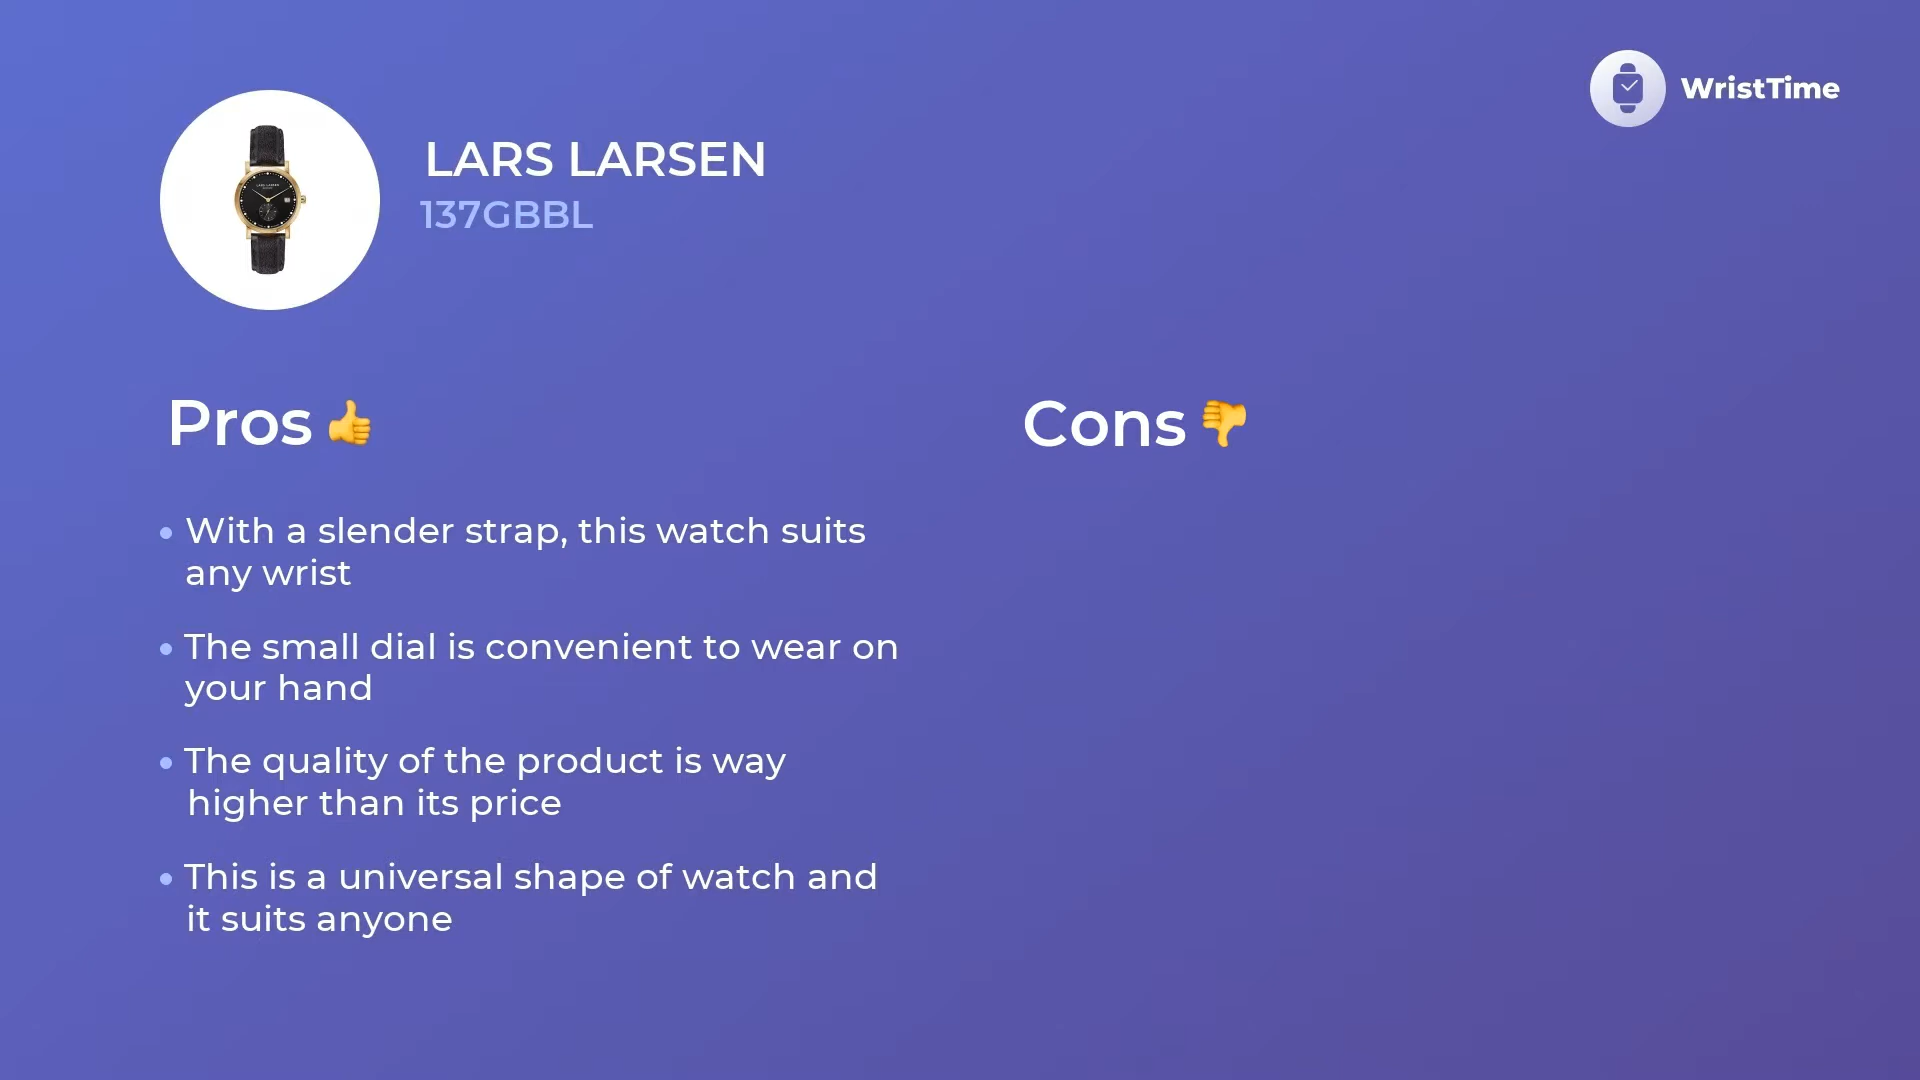 WristTime
LARS LARSEN
137GBBL
Pros
With a slender strap, this watch suits
any wrist
The small dial is convenient to wear on
your hand
The quality of the product is way
higher than its price
This is a universal shape of watch and
it suits anyone
Cons